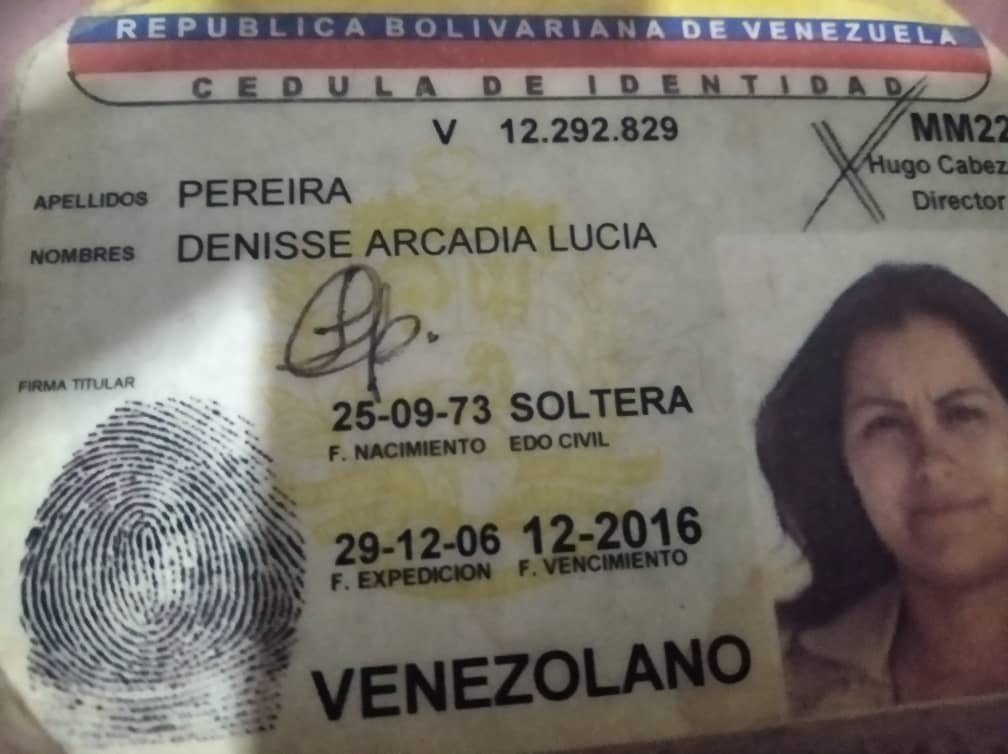 REPUBLICA BOLIVARIANA DE VENEZUELA
CEDULA DE IDENTIDAD
V 12.292.829
MM22
Hugo Cabez
Director
APELLIDOS PEREIRA
NOMBRES DENISSE ARCADIA LUCIA
FIRMA TITULAR
25-09-73 SOLTERA
F. NACIMIENTO EDO CIVIL
29-12-06 12-2016
F. EXPEDICION F. VENCIMIENTO
VENEZOLANO